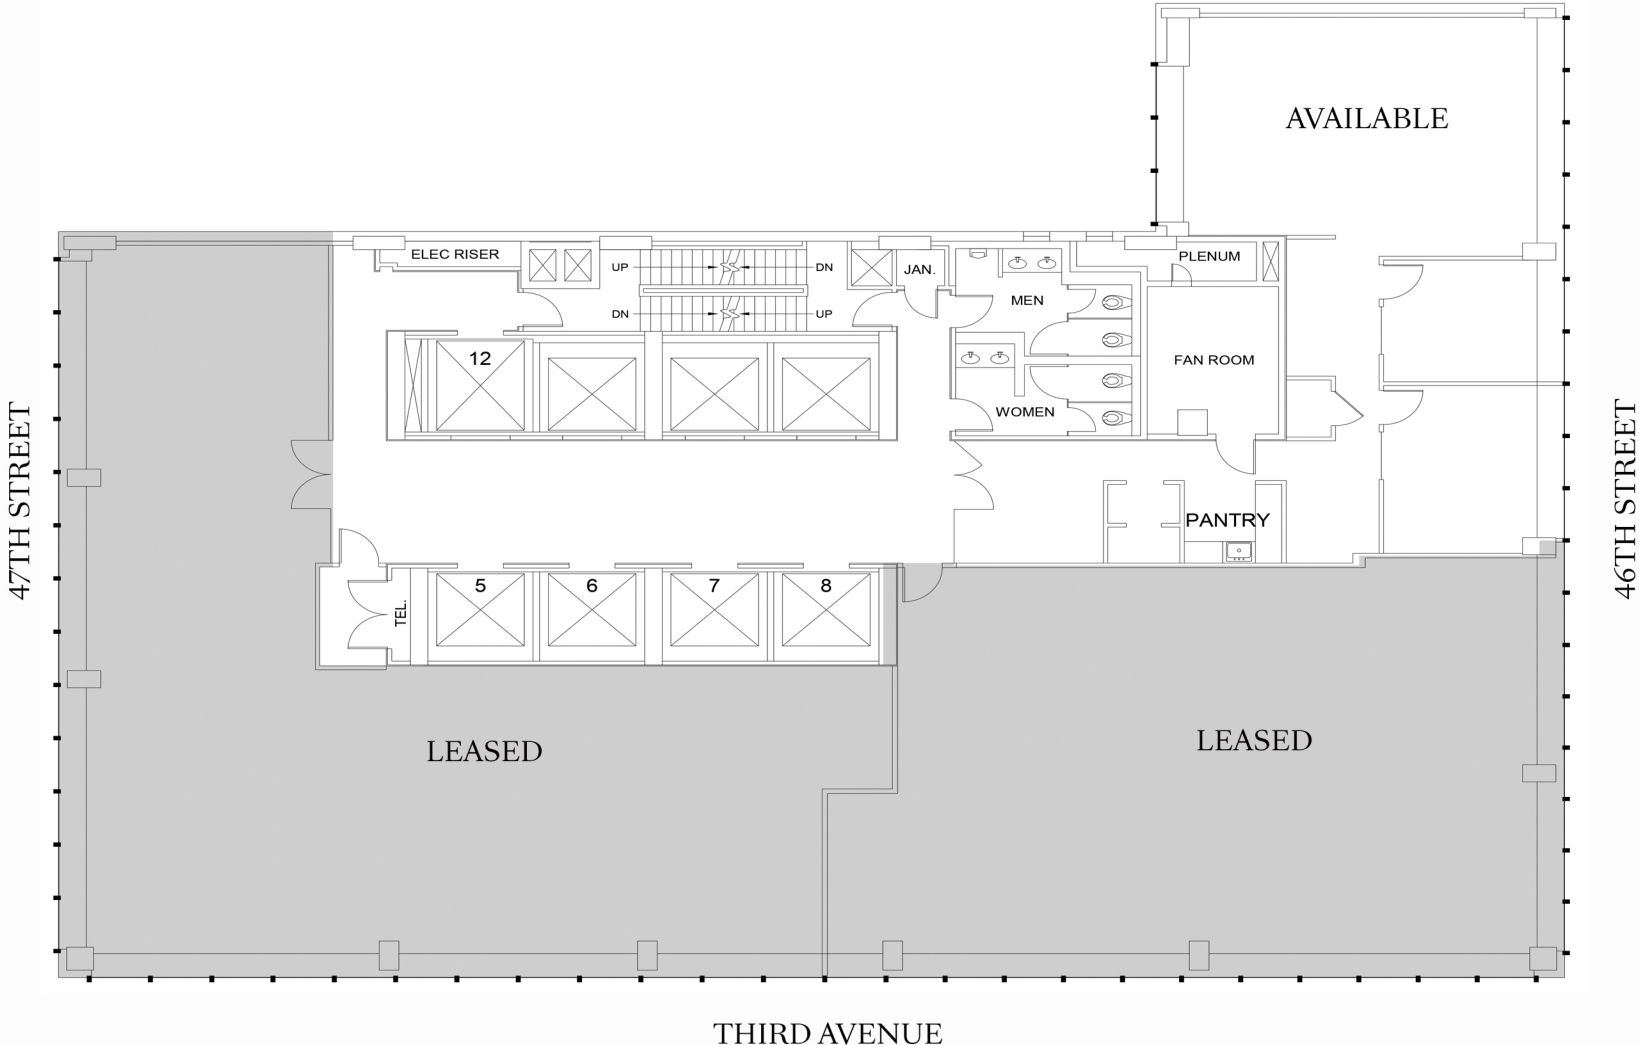 AVAILABLE
ELEC RISER
UP
DN
JAN.
PLENUM
MEN
DN
UP
12
FAN ROOM
WOMEN
47TH STREET
46TH STREET
PANTRY
5
6
7
8
TEL.
LEASED
LEASED
THIRD AVENUE